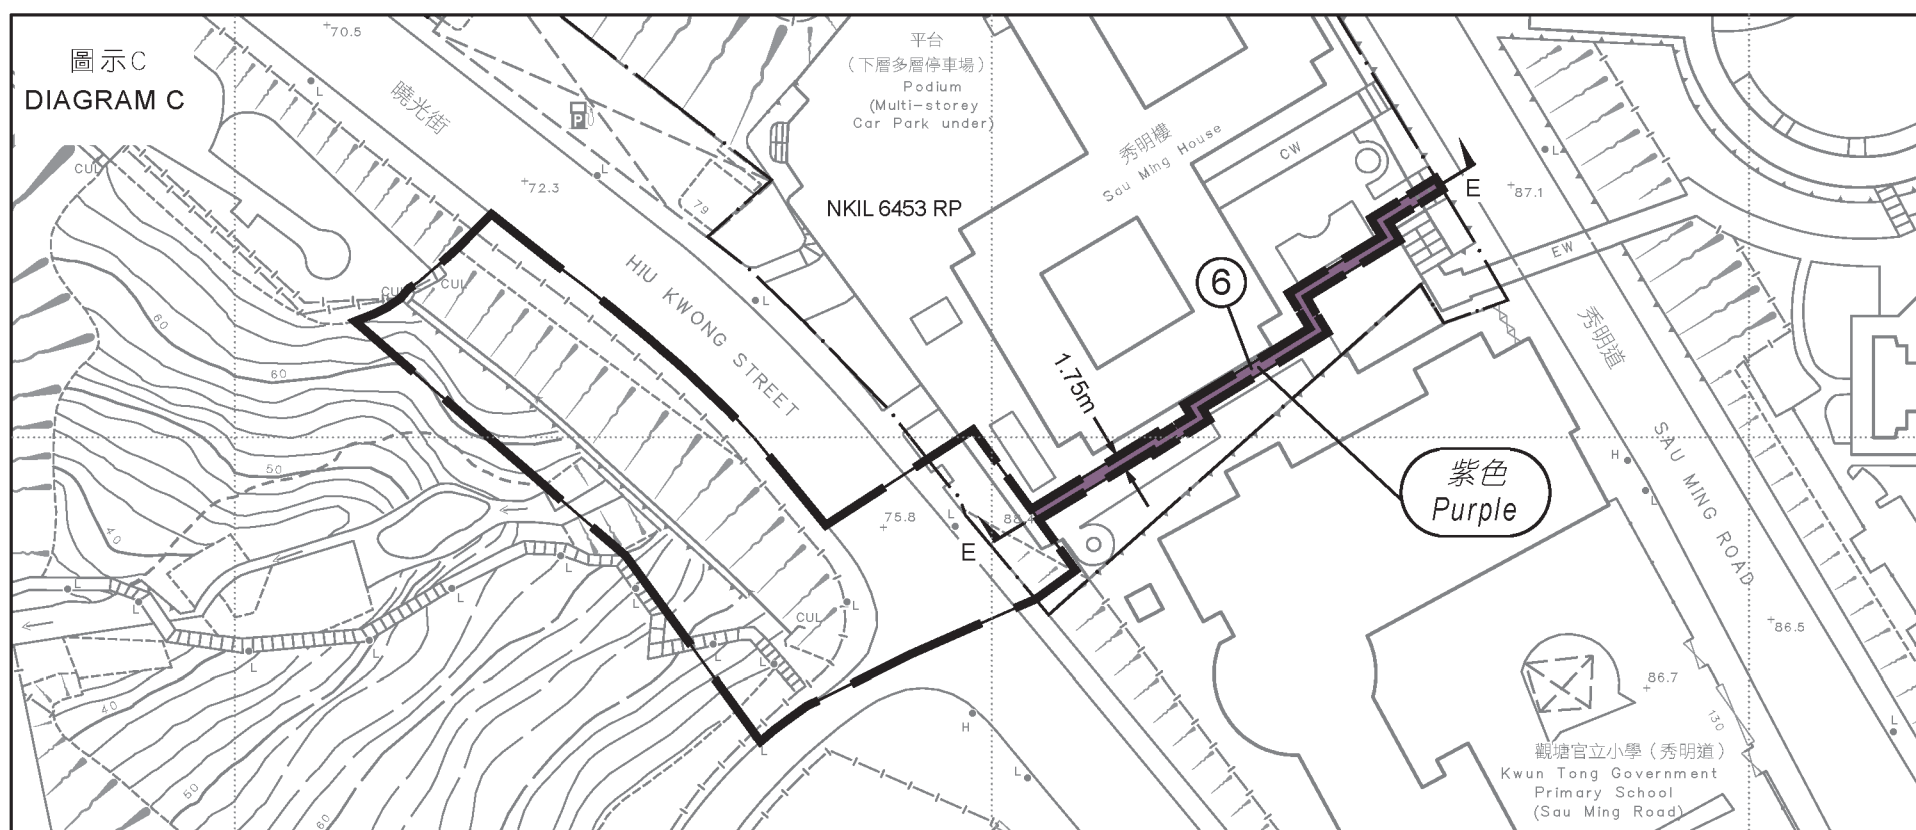 圖示C
DIAGRAM C
70.5
曉光街
P
平台
（下層多層停車場）
Podium
(Multi-storey
Car Park under)
秀明樓
Sau Ming House
CW
L
L
L
CUL
72.3
79
NKIL 6453 RP
E
87.1
EW
CUL
CUL
60
60
HIU KWONG STREET
L
6
秀明道
1.75m
50
40
紫色
Purple
SAU MING ROAD
H
L
75.8
L
88.4
E
L
L
L
L
L
L
L
L
L
CUL
86.5
86.7
130
40
50
60
L
H
L
L
觀塘官立小學（秀明道）
Kwun Tong Government
Primary School
(Sau Ming Road)